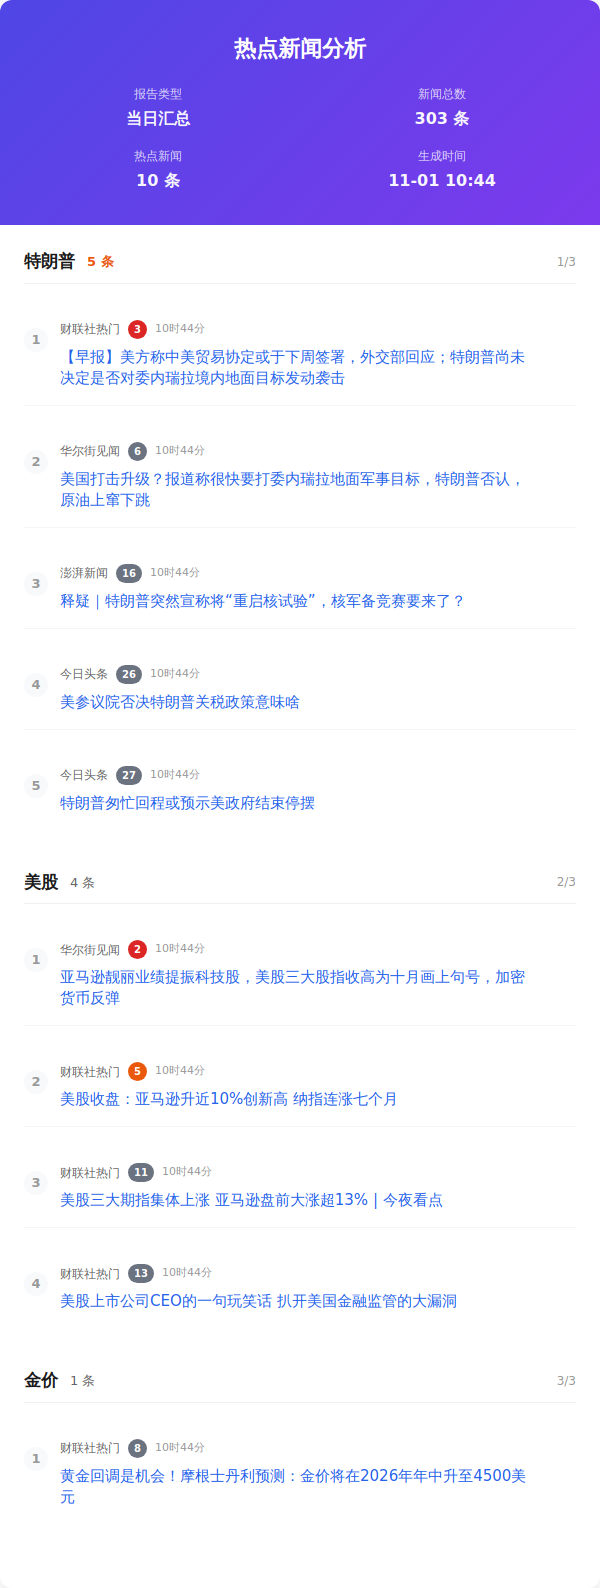 热点新闻分析
报告类型
新闻总数
当日汇总
303 条
热点新闻
生成时间
10 条
11-01 10:44
特朗普 5 条 1/3
1 财联社热门 3 10时44分
【早报】美方称中美贸易协定或于下周签署，外交部回应；特朗普尚未
决定是否对委内瑞拉境内地面目标发动袭击
2 华尔街见闻 6 10时44分
美国打击升级？报道称很快要打委内瑞拉地面军事目标，特朗普否认，
原油上窜下跳
3 澎湃新闻 16 10时44分
释疑｜特朗普突然宣称将“重启核试验”，核军备竞赛要来了？
4 今日头条 26 10时44分
美参议院否决特朗普关税政策意味啥
5 今日头条 27 10时44分
特朗普匆忙回程或预示美政府结束停摆
美股 4 条 2/3
1 华尔街见闻 2 10时44分
亚马逊靓丽业绩提振科技股，美股三大股指收高为十月画上句号，加密
货币反弹
2 财联社热门 5 10时44分
美股收盘：亚马逊升近10%创新高 纳指连涨七个月
3 财联社热门 11 10时44分
美股三大期指集体上涨 亚马逊盘前大涨超13% | 今夜看点
4 财联社热门 13 10时44分
美股上市公司CEO的一句玩笑话 扒开美国金融监管的大漏洞
金价 1 条 3/3
1 财联社热门 8 10时44分
黄金回调是机会！摩根士丹利预测：金价将在2026年年中升至4500美
元